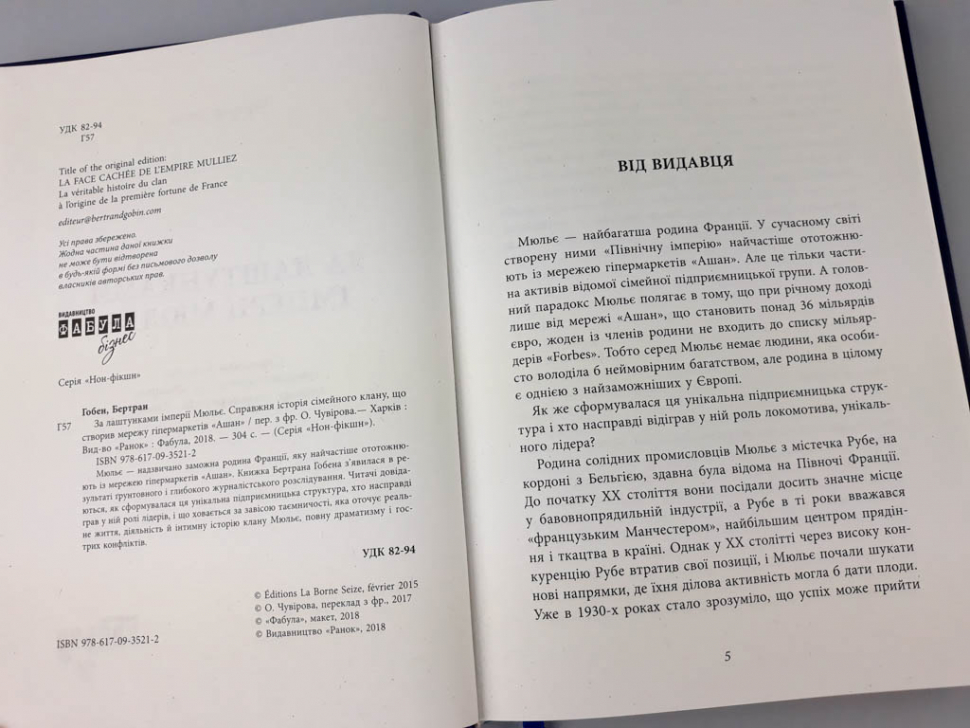 УДК 82-94
Г57
Title of the original edition:
LA FACE CACHÉE DE L'EMPIRE MULLIEZ
La véritable histoire du clan
à l'origine de la première fortune de France
editeur@bertrandgobin.com
Усі права збережено.
Жодна частина даної книжки
не може бути відтворена
в будь-якій формі без письмового дозволу
власників авторських прав.
ВИДАВНИЦТВО
ФАБУЛА
бізнес
Серія «Нон-фікшн»
Гобен, Бертран
Г57 За лаштунками імперії Мюльє. Справжня історія сімейного клану, що
створив мережу гіпермаркетів «Ашан» / пер. з фр. О. Чувірова.— Харків :
Вид-во «Ранок» : Фабула, 2018. — 304 с. — (Серія «Нон-фікшн»).
ISBN 978-617-09-3521-2
Мюльє — надзвичано заможна родина Франції, яку найчастіше ототожню-
ють із мережею гіпермаркетів «Ашан». Книжка Бертрана Гобена з'явилася в ре-
зультаті ґрунтовного і глибокого журналістського розслідування. Читачі довіда-
ються, як сформувалася ця унікальна підприємницька структура, хто насправді
грав у ній ролі лідерів, і що ховається за завісою таємничості, яка оточує реаль-
не життя, діяльність й інтимну історію клану Мюльє, повну драматизму і гос-
трих конфліктів.
УДК 82-94
© Éditions La Borne Seize, février 2015
© О. Чувірова, переклад з фр., 2017
© «Фабула», макет, 2018
© Видавництво «Ранок», 2018
ISBN 978-617-09-3521-2
ВІД ВИДАВЦЯ
Мюльє — найбагатша родина Франції. У сучасному світі
створену ними «Північну імперію» найчастіше ототожню-
ють із мережею гіпермаркетів «Ашан». Але це тільки части-
на активів відомої сімейної підприємницької групи. А голов-
ний парадокс Мюльє полягає в тому, що при річному доході
лише від мережі «Ашан», що становить понад 36 мільярдів
євро, жоден із членів родини не входить до списку мільяр-
дерів «Forbes». Тобто серед Мюльє немає людини, яка особи-
сто володіла б неймовірним багатством, але родина в цілому
є однією з найзаможніших у Європі.
Як же сформувалася ця унікальна підприємницька струк-
тура і хто насправді відіграв у ній роль локомотива, унікаль-
ного лідера?
Родина солідних промисловців Мюльє з містечка Рубе, на
кордоні з Бельгією, здавна була відома на Півночі Франції.
До початку ХХ століття вони посідали досить значне місце
у бавовнопрядильній індустрії, а Рубе в ті роки вважався
«французьким Манчестером», найбільшим центром прядін-
ня і ткацтва в країні. Однак у ХХ столітті через високу кон-
куренцію Рубе втратив свої позиції, і Мюльє почали шукати
нові напрямки, де їхня ділова активність могла б дати плоди.
Уже в 1930-х роках стало зрозуміло, що успіх може прийти
5